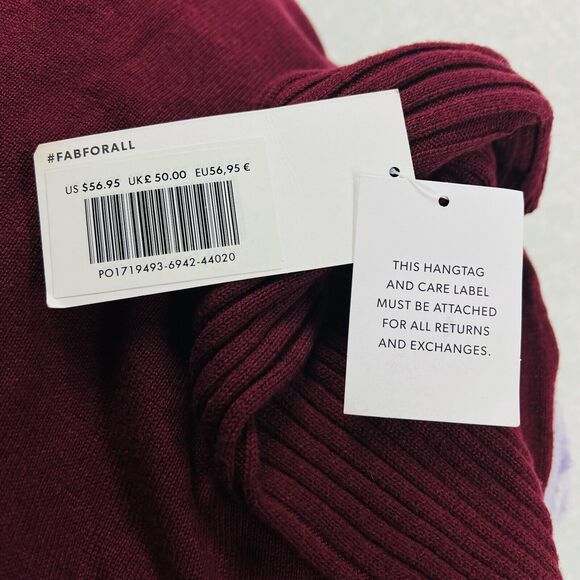 #FABFORALL
US $56.95 UK£ 50.00 EU56,95 €
PO1719493-6942-44020
THIS HANGTAG
AND CARE LABEL
MUST BE ATTACHED
FOR ALL RETURNS
AND EXCHANGES.